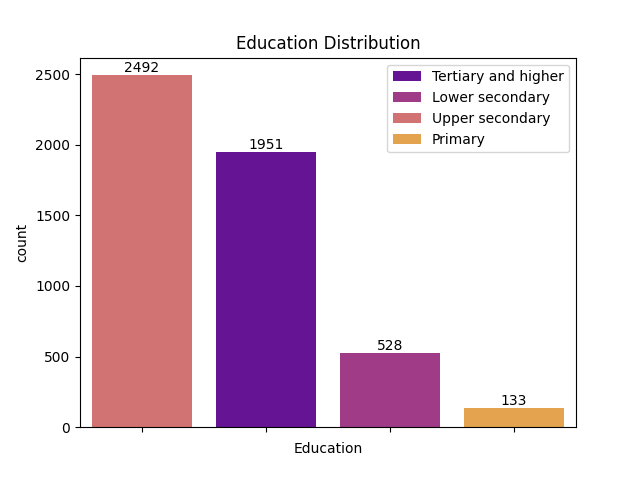 Education Distribution
2492
1951
528
133
Tertiary and higher
Lower secondary
Upper secondary
Primary
2500
2000
1500
1000
500
0
count
Education